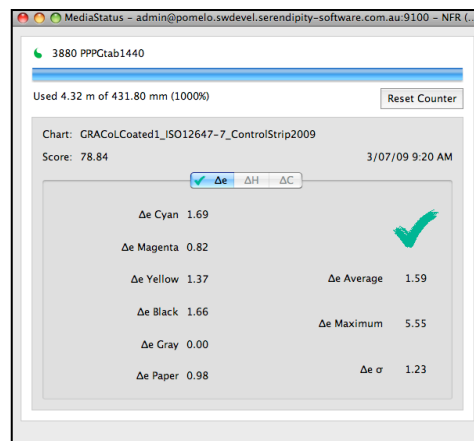 MediaStatus – admin@pomelo.swdevel.serendipity-software.com.au:9100 – NFR (...
3880 PPPGtab1440
Used 4.32 m of 431.80 mm (1000%)
Reset Counter
Chart: GRACoLCoated1_ISO12647-7_ControlStrip2009
Score: 78.84 3/07/09 9:20 AM
Δe ΔH ΔC
Δe Cyan 1.69
Δe Magenta 0.82
Δe Yellow 1.37 Δe Average 1.59
Δe Black 1.66
Δe Maximum 5.55
Δe Gray 0.00
Δe σ 1.23
Δe Paper 0.98